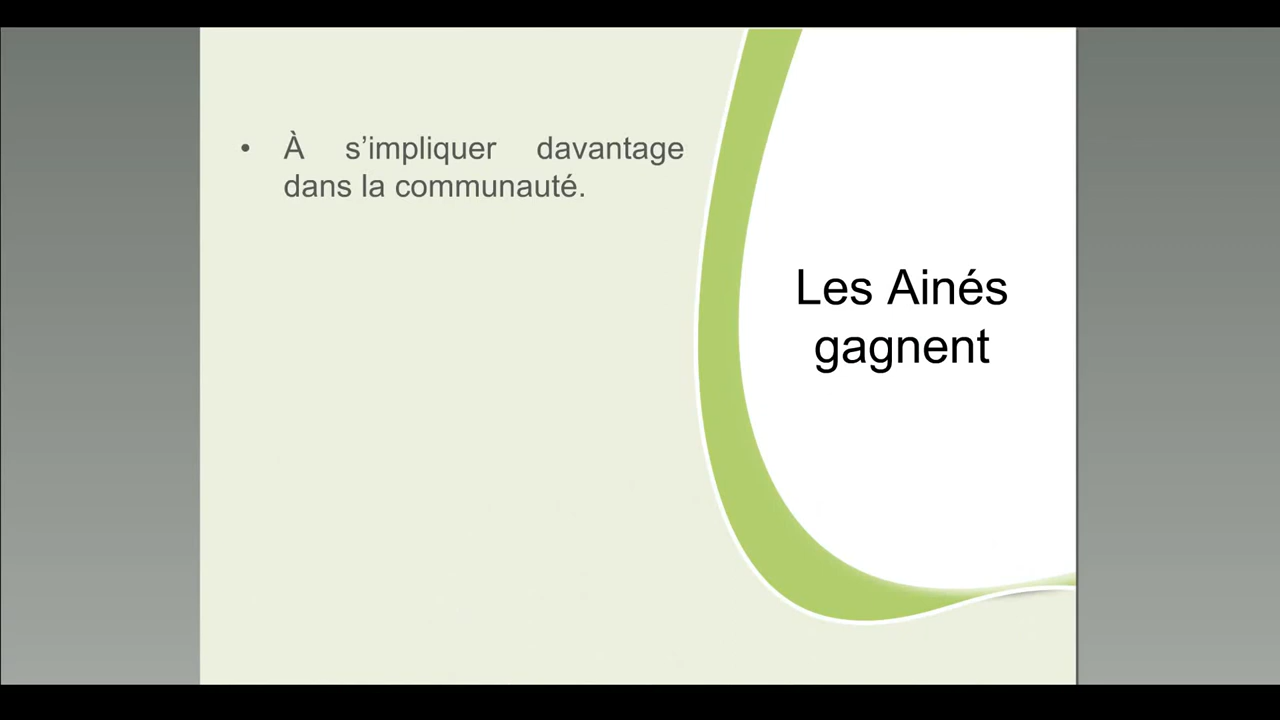 • À s’impliquer davantage
dans la communauté.
Les Ainés
gagnent